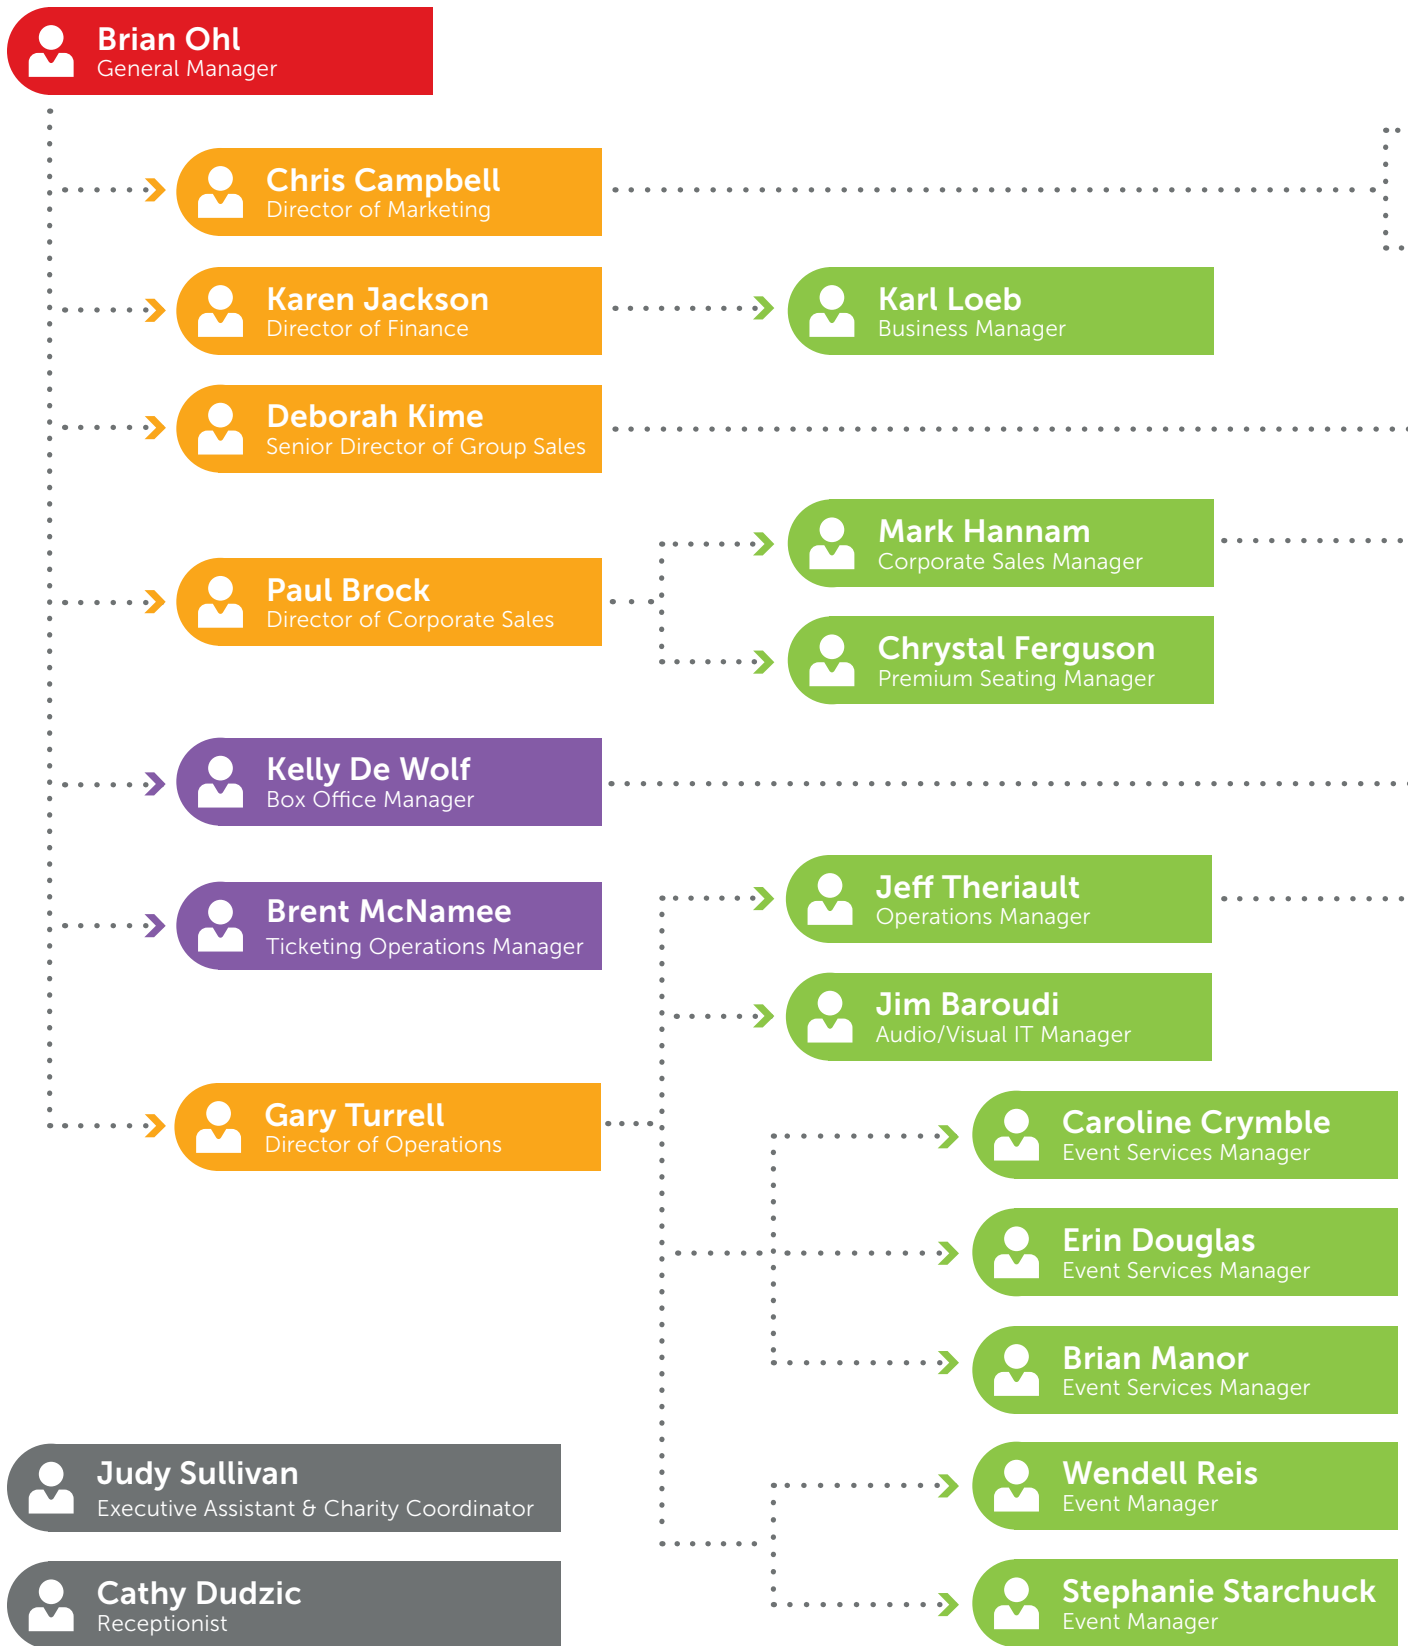 Brian Ohl
General Manager
Chris Campbell
Director of Marketing
Karen Jackson
Director of Finance
Karl Loeb
Business Manager
Deborah Kime
Senior Director of Group Sales
Mark Hannam
Corporate Sales Manager
Paul Brock
Director of Corporate Sales
Chrystal Ferguson
Premium Seating Manager
Kelly De Wolf
Box Office Manager
Jeff Theriault
Operations Manager
Brent McNamee
Ticketing Operations Manager
Jim Baroudi
Audio/Visual IT Manager
Gary Turrell
Director of Operations
Caroline Crymble
Event Services Manager
Erin Douglas
Event Services Manager
Brian Manor
Event Services Manager
Judy Sullivan
Executive Assistant & Charity Coordinator
Wendell Reis
Event Manager
Cathy Dudzic
Receptionist
Stephanie Starchuck
Event Manager